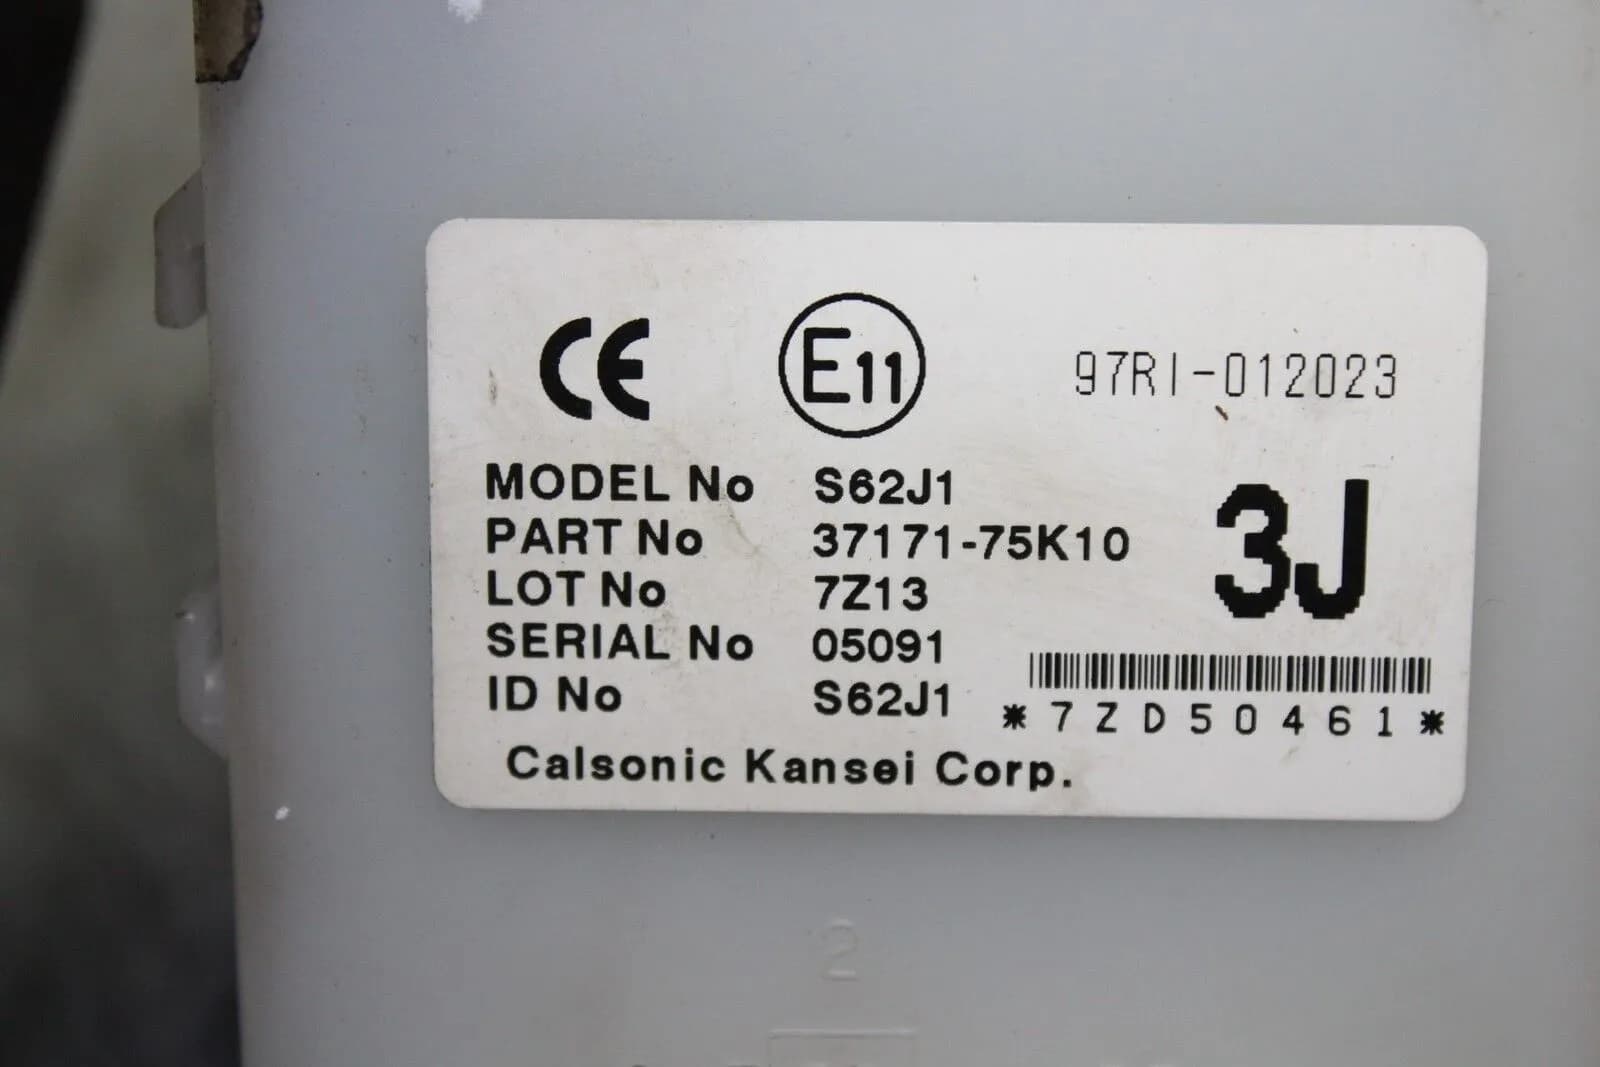 CE E11 97RI-012023
MODEL No S62J1
PART No 37171-75K10
LOT No 7Z13
SERIAL No 05091
ID No S62J1
3J
*7ZD50461*
Calsonic Kansei Corp.
2